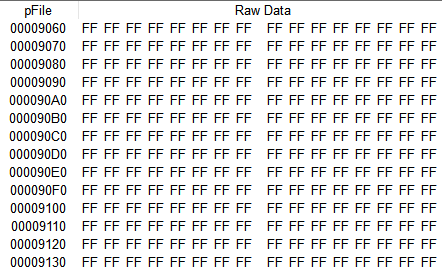 pFile Raw Data
00009060 FF FF FF FF FF FF FF FF FF FF FF FF FF FF FF FF
00009070 FF FF FF FF FF FF FF FF FF FF FF FF FF FF FF FF
00009080 FF FF FF FF FF FF FF FF FF FF FF FF FF FF FF FF
00009090 FF FF FF FF FF FF FF FF FF FF FF FF FF FF FF FF
000090A0 FF FF FF FF FF FF FF FF FF FF FF FF FF FF FF FF
000090B0 FF FF FF FF FF FF FF FF FF FF FF FF FF FF FF FF
000090C0 FF FF FF FF FF FF FF FF FF FF FF FF FF FF FF FF
000090D0 FF FF FF FF FF FF FF FF FF FF FF FF FF FF FF FF
000090E0 FF FF FF FF FF FF FF FF FF FF FF FF FF FF FF FF
000090F0 FF FF FF FF FF FF FF FF FF FF FF FF FF FF FF FF
00009100 FF FF FF FF FF FF FF FF FF FF FF FF FF FF FF FF
00009110 FF FF FF FF FF FF FF FF FF FF FF FF FF FF FF FF
00009120 FF FF FF FF FF FF FF FF FF FF FF FF FF FF FF FF
00009130 FF FF FF FF FF FF FF FF FF FF FF FF FF FF FF FF